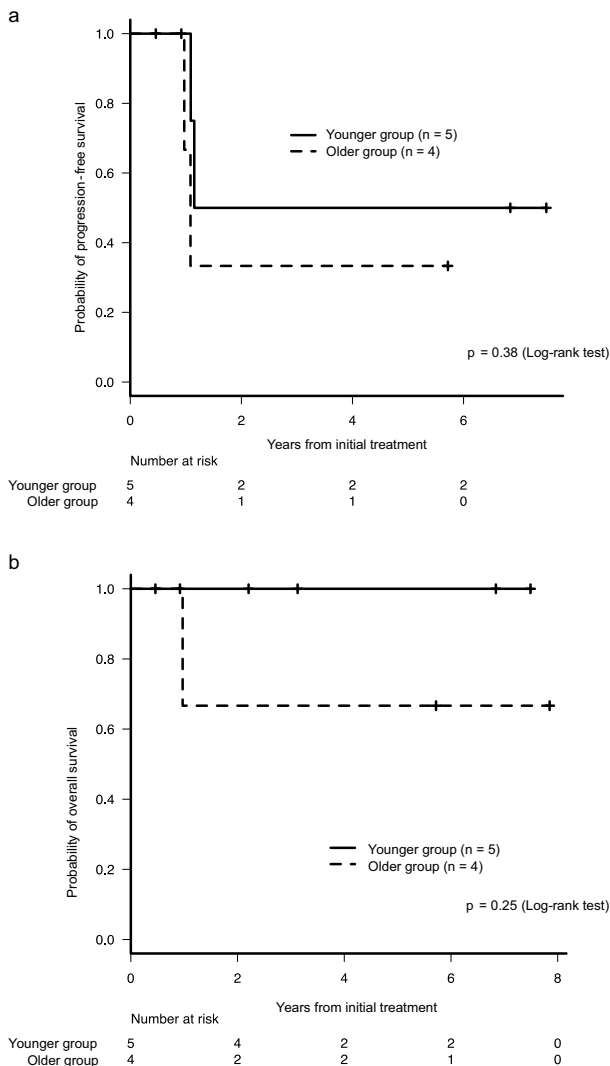 a
1.0
0.8
0.6
0.4
0.2
0.0
Probability of progression-free survival
Younger group (n = 5)
Older group (n = 4)
p = 0.38 (Log-rank test)
0 2 4 6
Years from initial treatment
Number at risk
Younger group 5 2 2 2
Older group 4 1 1 0
b
1.0
0.8
0.6
0.4
0.2
0.0
Probability of overall survival
Younger group (n = 5)
Older group (n = 4)
p = 0.25 (Log-rank test)
0 2 4 6 8
Years from initial treatment
Number at risk
Younger group 5 4 2 2 0
Older group 4 2 2 1 0